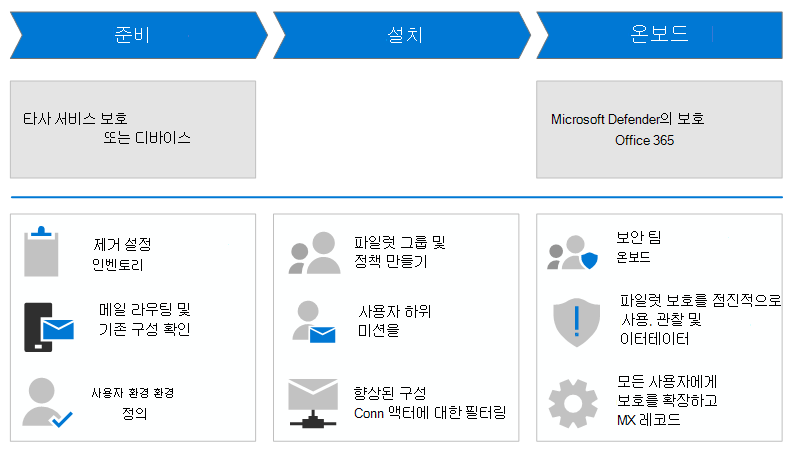 준비
설치
온보드
타사 서비스 보호
또는 디바이스
Microsoft Defender의 보호
Office 365
제거 설정
인벤토리
메일 라우팅 및
기존 구성 확인
사용자 환경 환경
정의
파일럿 그룹 및
정책 만들기
사용자 하위
미션을
향상된 구성
Conn 액터에 대한 필터링
보안 팀
온보드
파일럿 보호를 점진적으로
사용, 관찰 및
이터테이터
모든 사용자에게
보호를 확장하고
MX 레코드